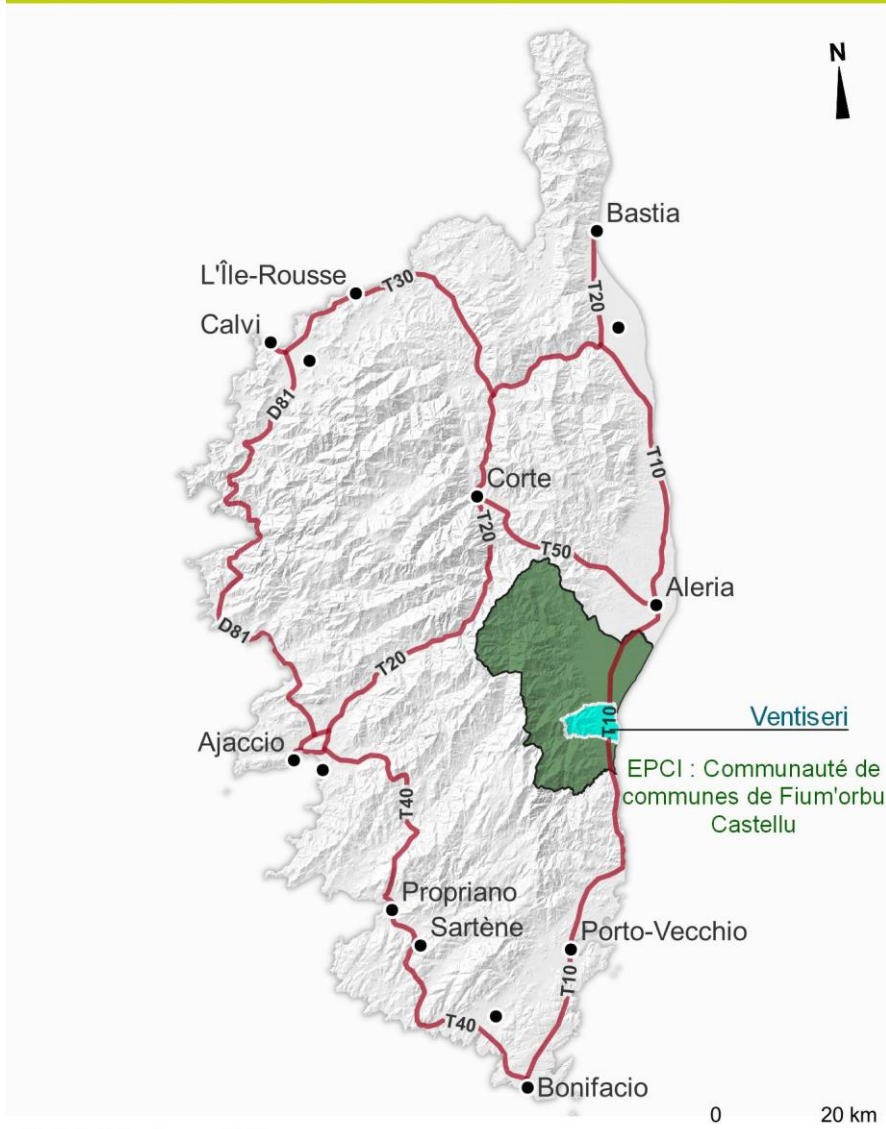 N
Bastia
L'Île-Rousse
T30
T20
Calvi
D81
T10
Corte
T20
T50
Aleria
D81
T20
T10
Ventiseri
Ajaccio
EPCI : Communauté de
communes de Fium'orbu
Castellu
T40
Propriano
Sartène
Porto-Vecchio
T10
T40
Bonifacio
0 20 km